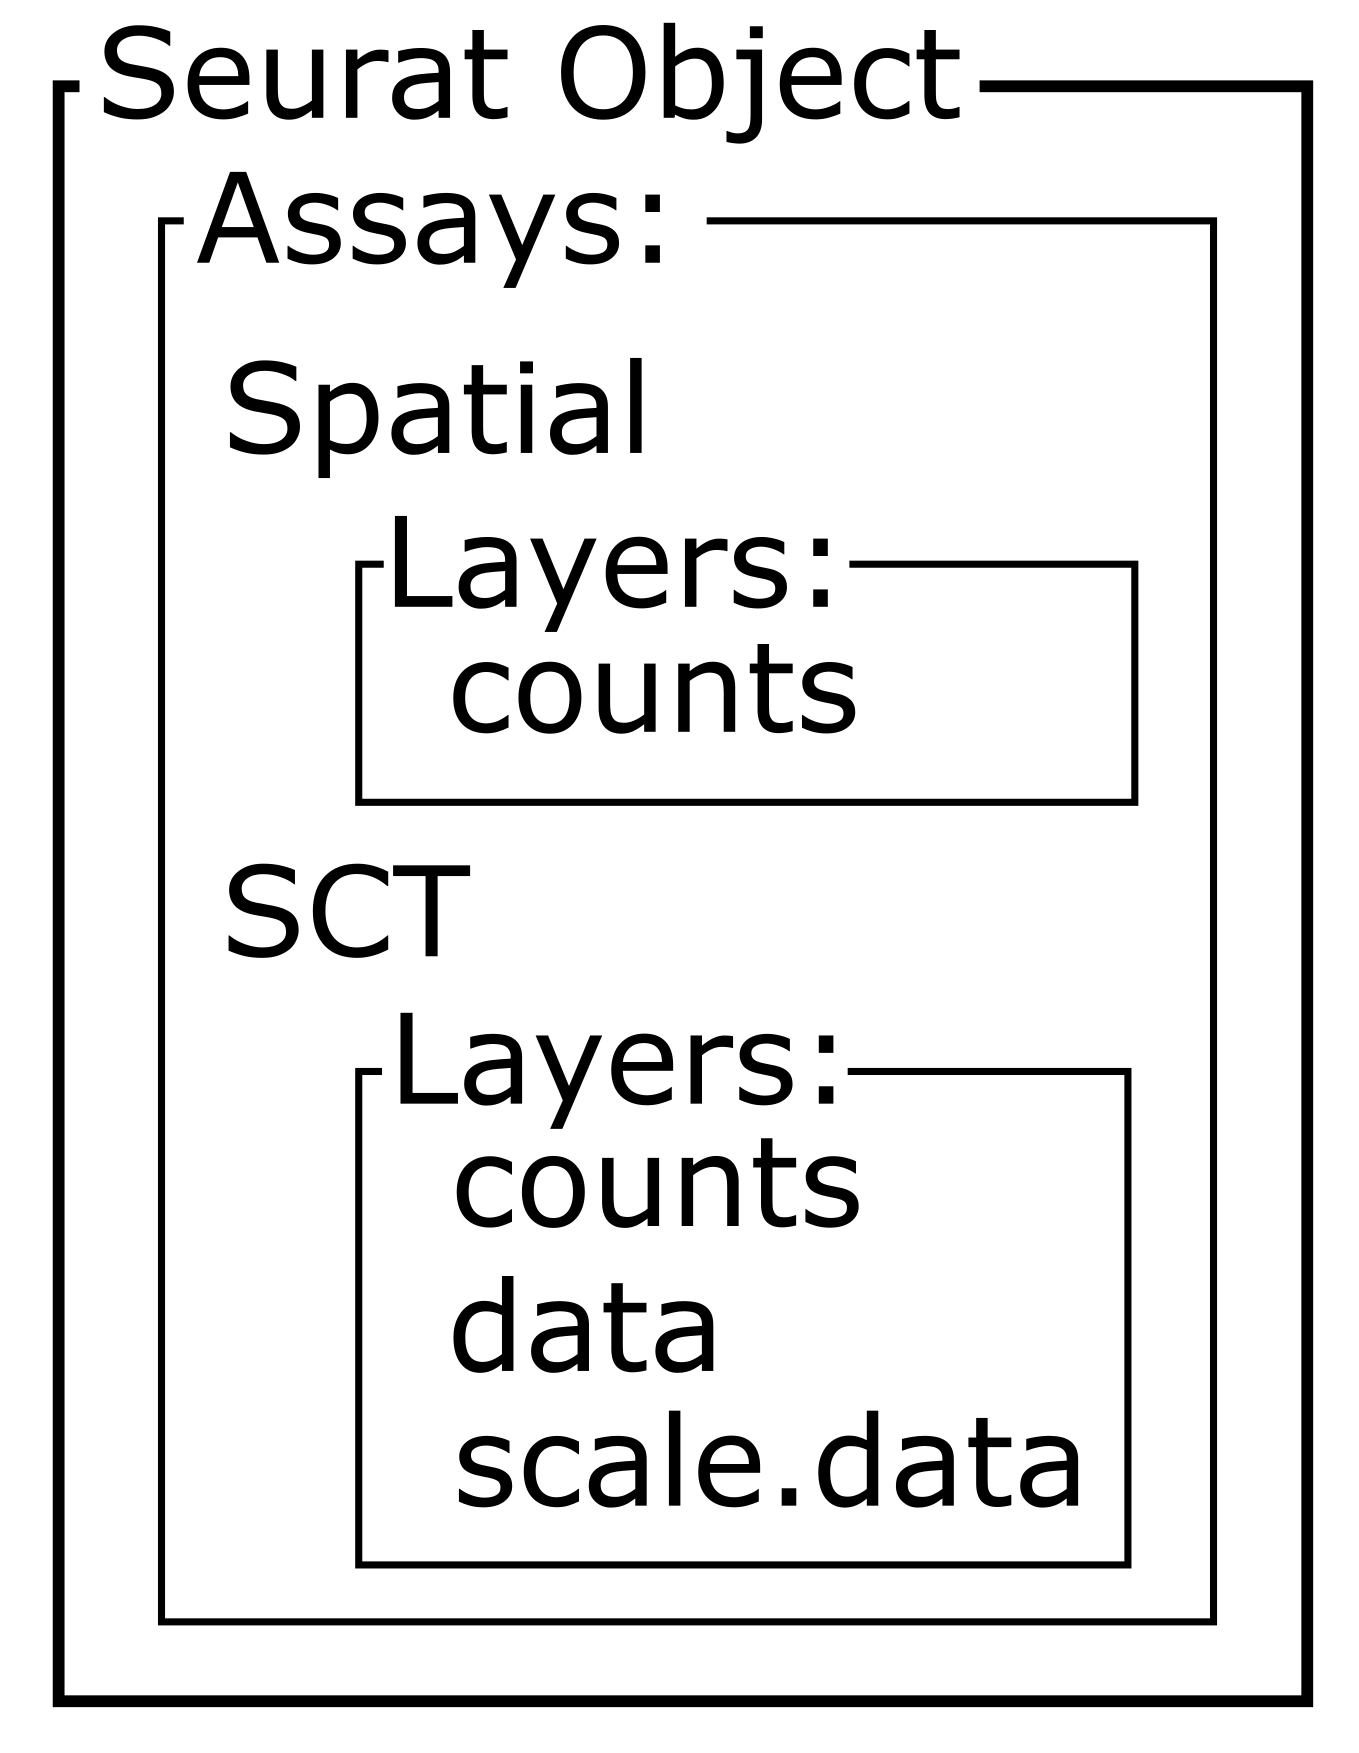 Seurat Object
Assays:
Spatial
Layers:
counts
SCT
Layers:
counts
data
scale.data